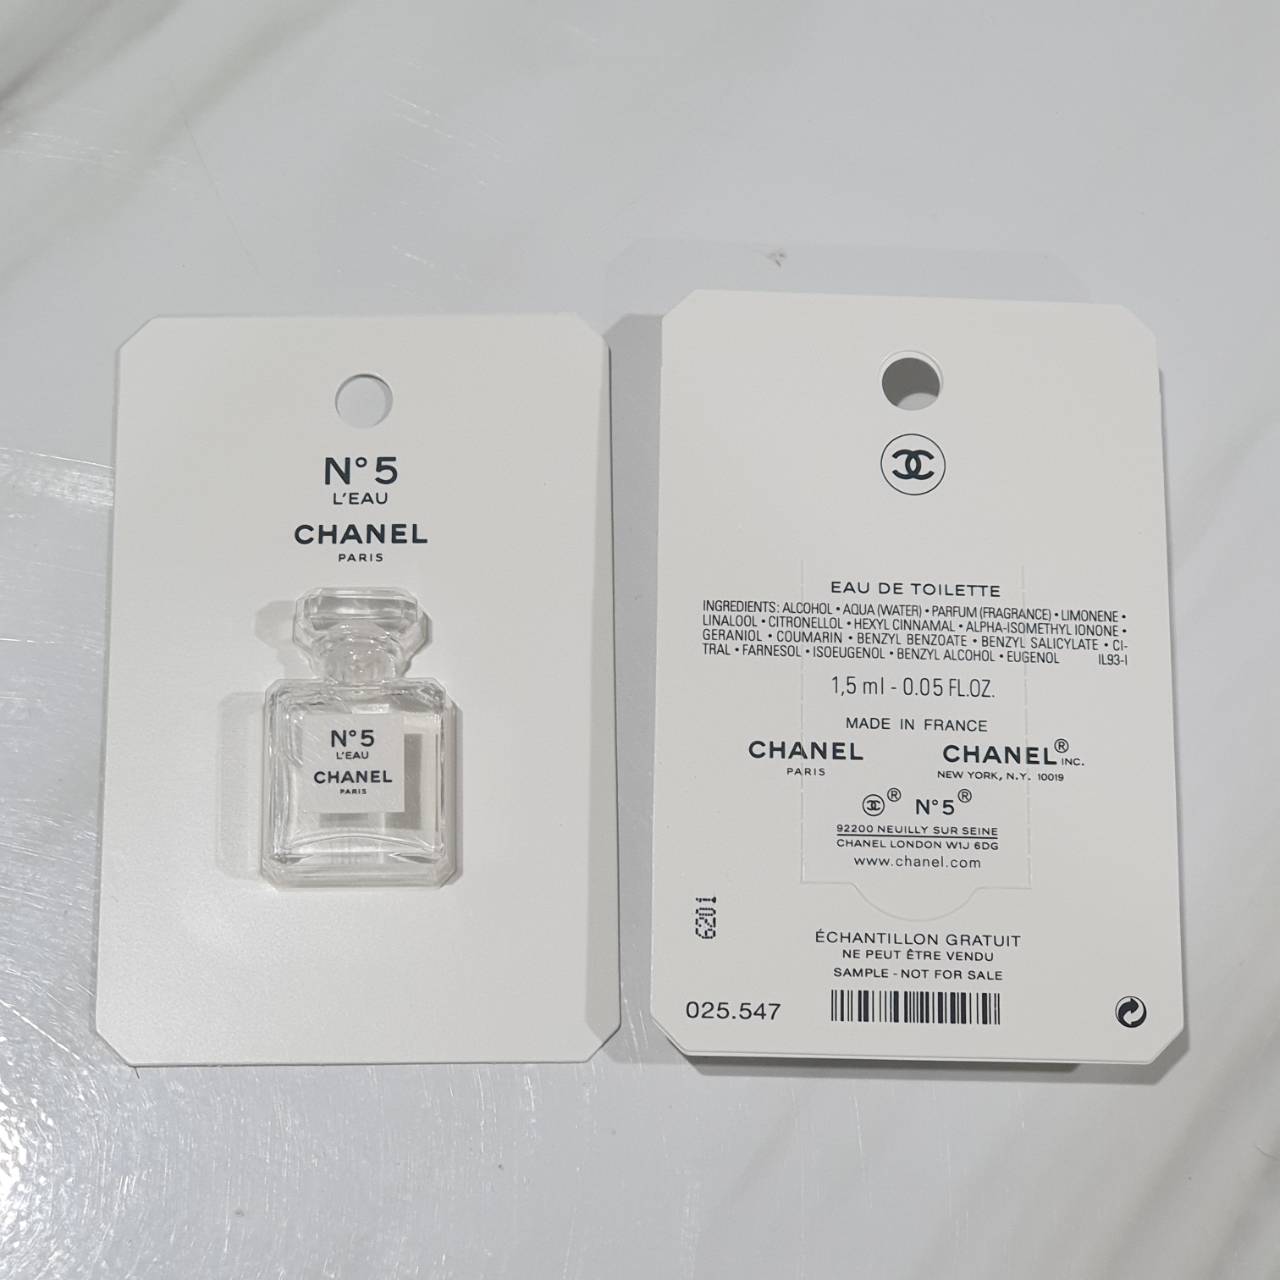 N°5
L'EAU
CHANEL
PARIS
N°5
L'EAU
CHANEL
PARIS
EAU DE TOILETTE
INGREDIENTS: ALCOHOL • AQUA (WATER) • PARFUM (FRAGRANCE) • LIMONENE •
LINALOOL • CITRONELLOL • HEXYL CINNAMAL • ALPHA-ISOMETHYL IONONE •
GERANIOL • COUMARIN • BENZYL BENZOATE • BENZYL SALICYLATE • CI-
TRAL • FARNESOL • ISOEUGENOL • BENZYL ALCOHOL • EUGENOL IL93-I
1,5 ml - 0.05 FL.OZ.
MADE IN FRANCE
CHANEL CHANEL® INC.
PARIS NEW YORK, N.Y. 10019
® N°5®
92200 NEUILLY SUR SEINE
CHANEL LONDON W1J 6DG
www.chanel.com
6201
ÉCHANTILLON GRATUIT
NE PEUT ÊTRE VENDU
SAMPLE - NOT FOR SALE
025.547